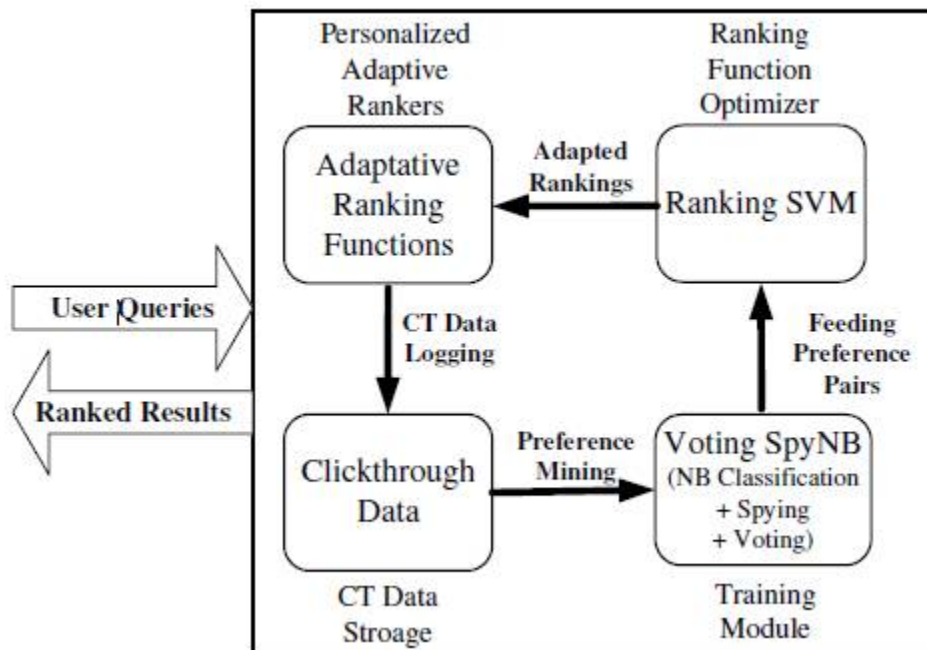 Personalized
Adaptive
Rankers
Ranking
Function
Optimizer
Adaptative
Ranking
Functions
Adapted
Rankings
Ranking SVM
User Queries
CT Data
Logging
Feeding
Preference
Pairs
Ranked Results
Clickthrough
Data
Preference
Mining
Voting SpyNB
(NB Classification
+ Spying
+ Voting)
CT Data
Stroage
Training
Module